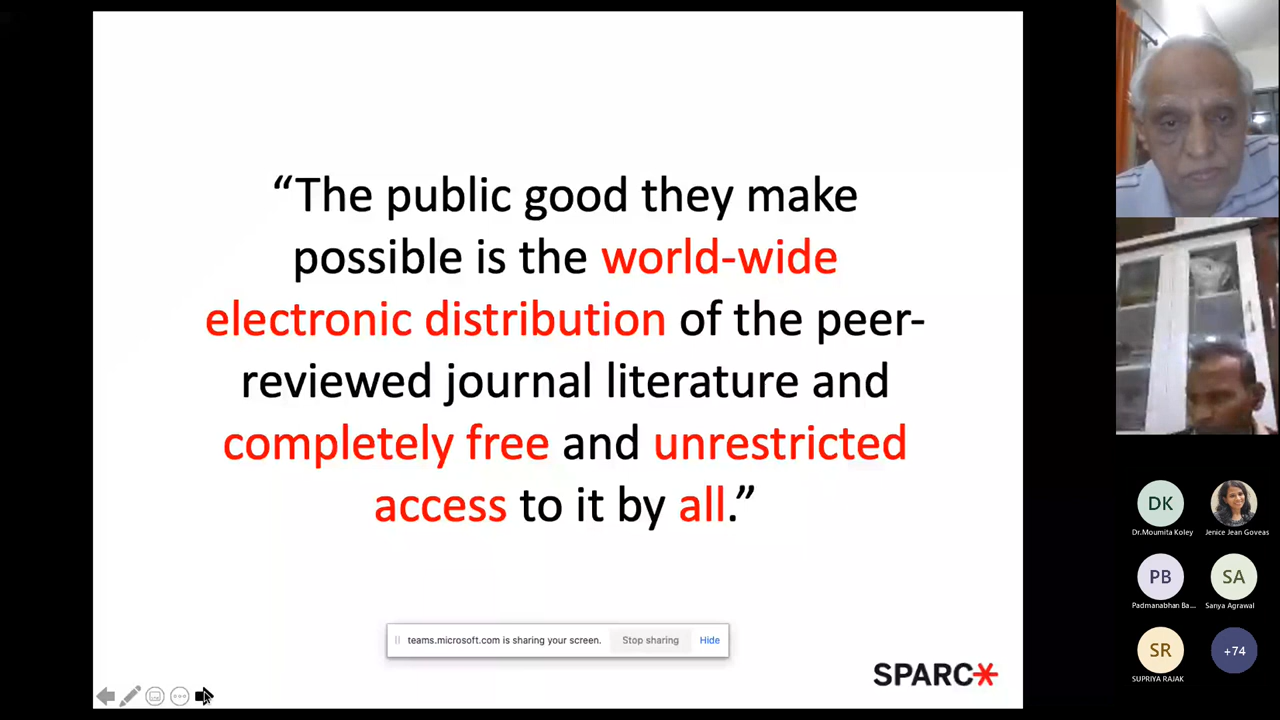 “The public good they make
possible is the world-wide
electronic distribution of the peer-
reviewed journal literature and
completely free and unrestricted
access to it by all.”
teams.microsoft.com is sharing your screen. Stop sharing Hide
SPARC
DK
Dr.Moumita Koley
Jenice Jean Goveas
PB
Padmanabhan Ba...
SA
Sanya Agrawal
SR
SUPRIYA RAJAK
+74